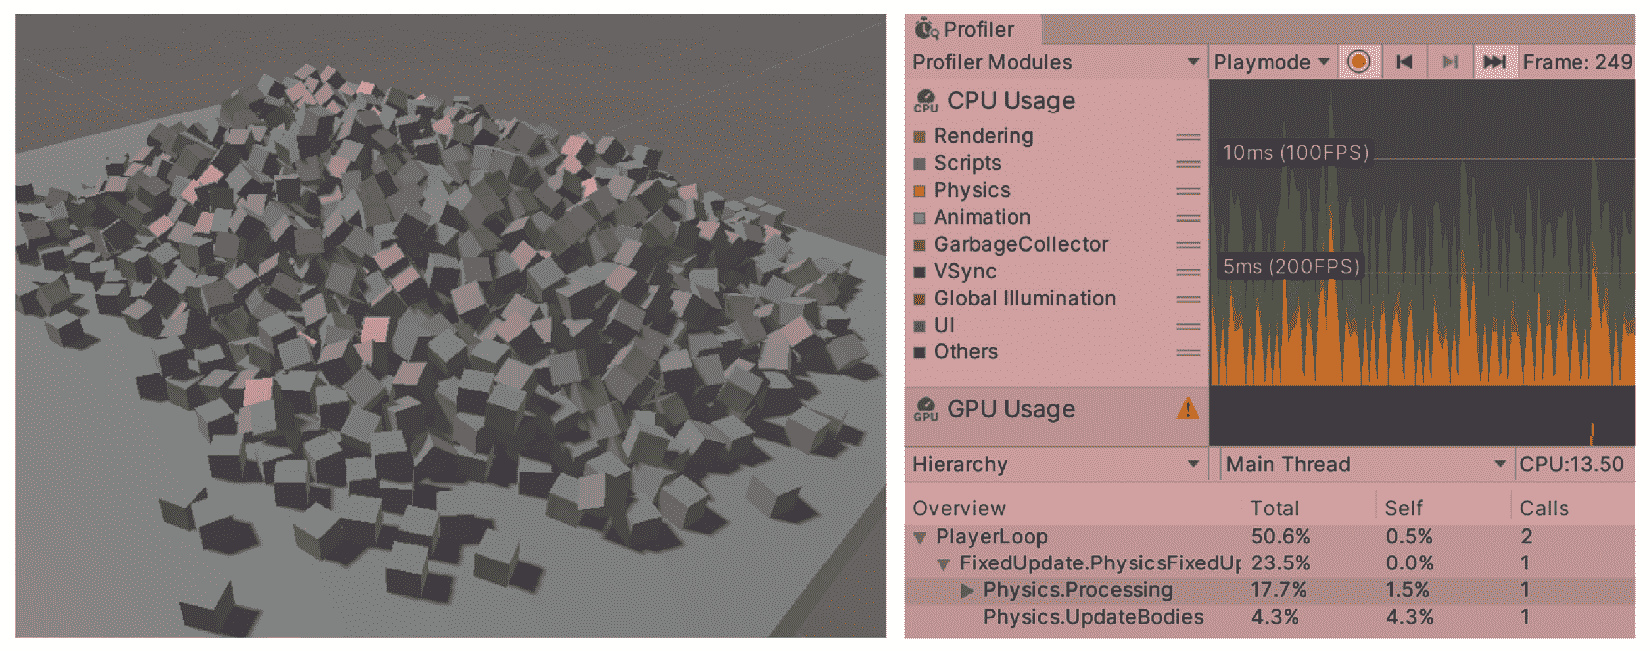 Profiler
Profiler Modules Playmode Frame: 249
CPU Usage
CPU
Rendering
Scripts
Physics
Animation
GarbageCollector
VSync
Global Illumination
UI
Others
10ms (100FPS)
5ms (200FPS)
GPU Usage
GPU
Hierarchy Main Thread CPU:13.50
Overview Total Self Calls
PlayerLoop 50.6% 0.5% 2
FixedUpdate.PhysicsFixedUp 23.5% 0.0% 1
Physics.Processing 17.7% 1.5% 1
Physics.UpdateBodies 4.3% 4.3% 1